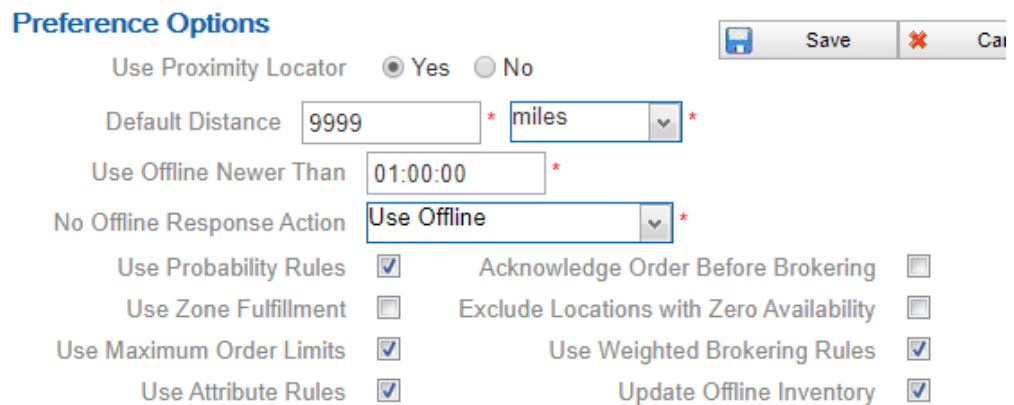 Preference Options
Save Ca
Use Proximity Locator Yes No
Default Distance 9999 * miles *
Use Offline Newer Than 01:00:00 *
No Offline Response Action Use Offline *
Use Probability Rules Acknowledge Order Before Brokering
Use Zone Fulfillment Exclude Locations with Zero Availability
Use Maximum Order Limits Use Weighted Brokering Rules
Use Attribute Rules Update Offline Inventory